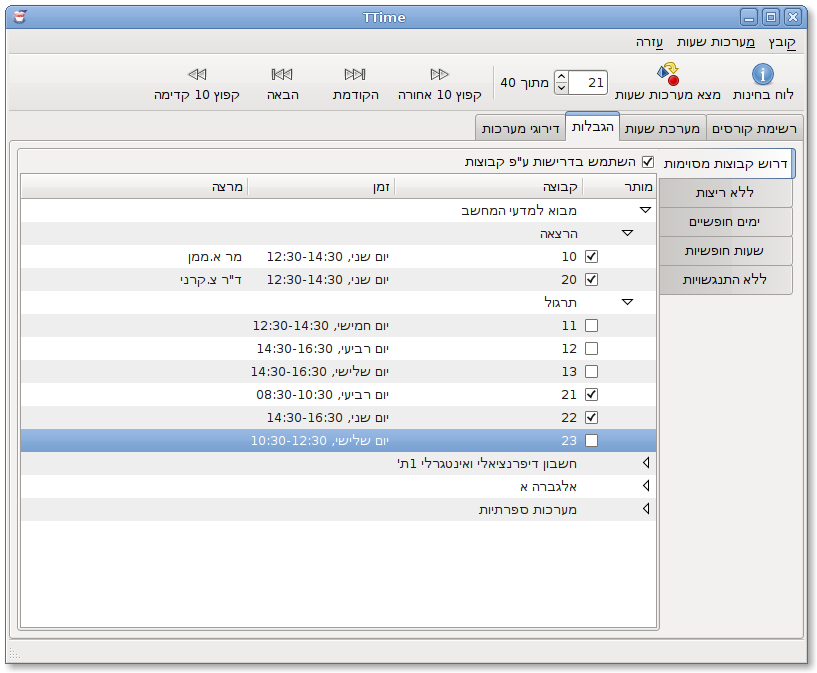 TTime
קובץ מערכות שעות עזרה
לוח בחינות מצא מערכות שעות 21 מתוך 40 קפוץ 10 אחורה הקודמת הבאה קפוץ 10 קדימה
רשימת קורסים מערכת שעות הגבלות דירוגי מערכות
דרוש קבוצות מסוימות
ללא ריצות
ימים חופשיים
שעות חופשיות
ללא התנגשויות
השתמש בדרישות ע"פ קבוצות
מותר קבוצה זמן מרצה
מבוא למדעי המחשב
הרצאה
10 יום שני, 12:30-14:30 מר א.ממן
20 יום שני, 12:30-14:30 ד"ר צ.קרני
תרגול
11 יום חמישי, 12:30-14:30
12 יום רביעי, 14:30-16:30
13 יום שלישי, 14:30-16:30
21 יום רביעי, 08:30-10:30
22 יום שני, 14:30-16:30
23 יום שלישי, 10:30-12:30
חשבון דיפרנציאלי ואינטגרלי 1ת'
אלגברה א
מערכות ספרתיות